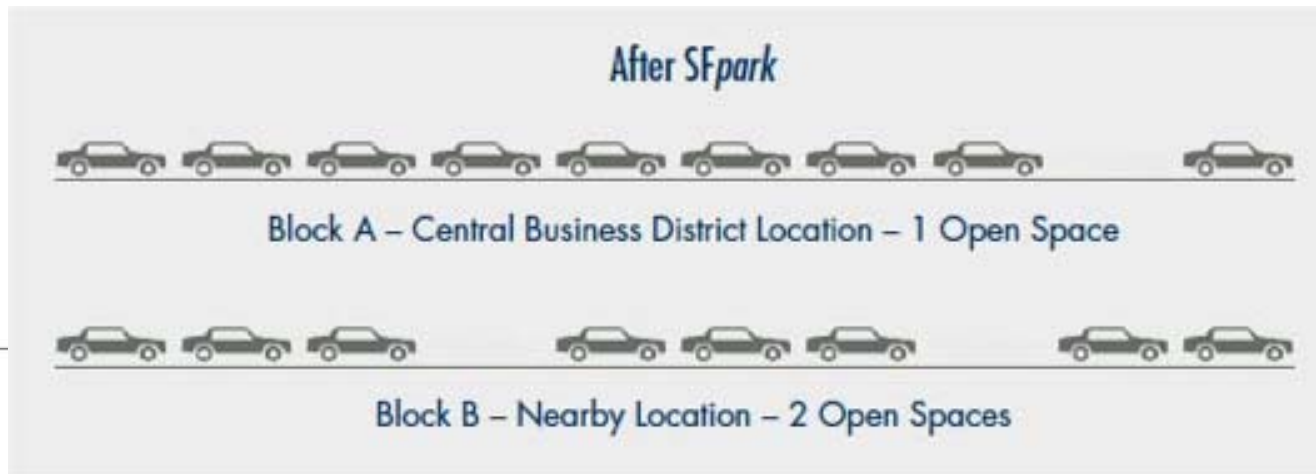 After SFpark
Block A – Central Business District Location – 1 Open Space
Block B – Nearby Location – 2 Open Spaces